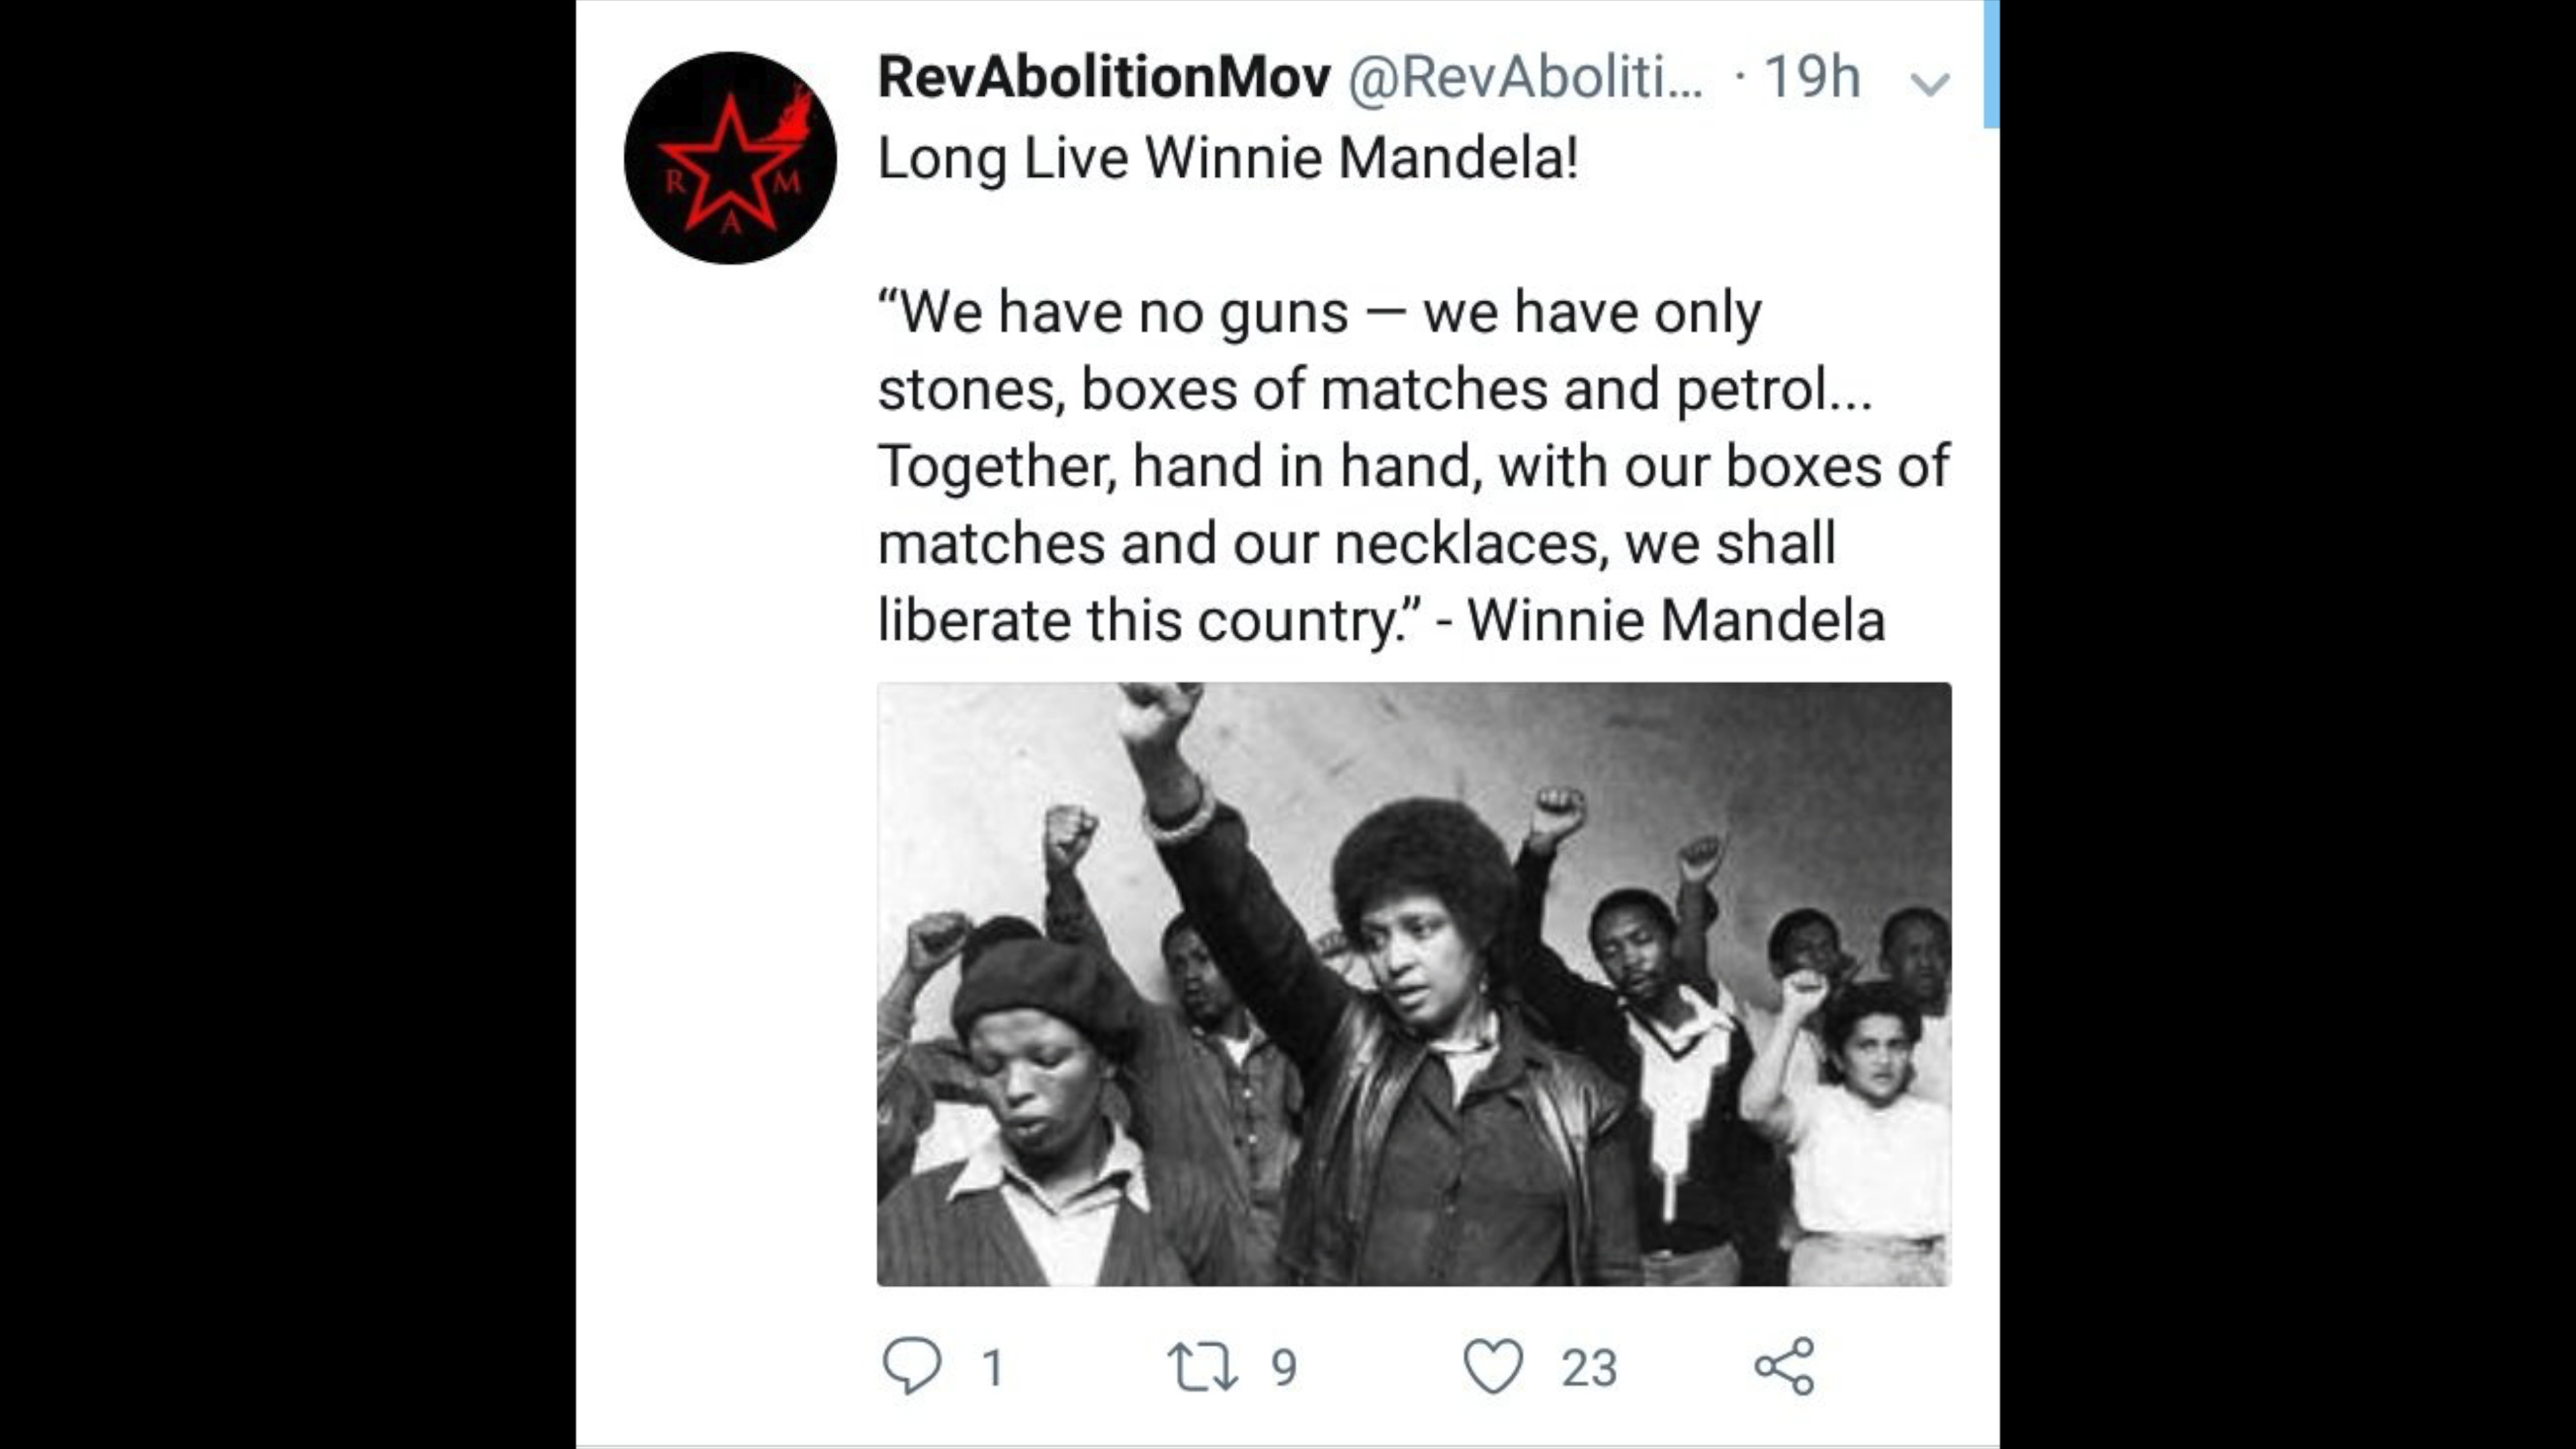 RevAbolitionMov @RevAboliti... · 19h
Long Live Winnie Mandela!
“We have no guns — we have only
stones, boxes of matches and petrol...
Together, hand in hand, with our boxes of
matches and our necklaces, we shall
liberate this country.” - Winnie Mandela
R M
A
1 9 23